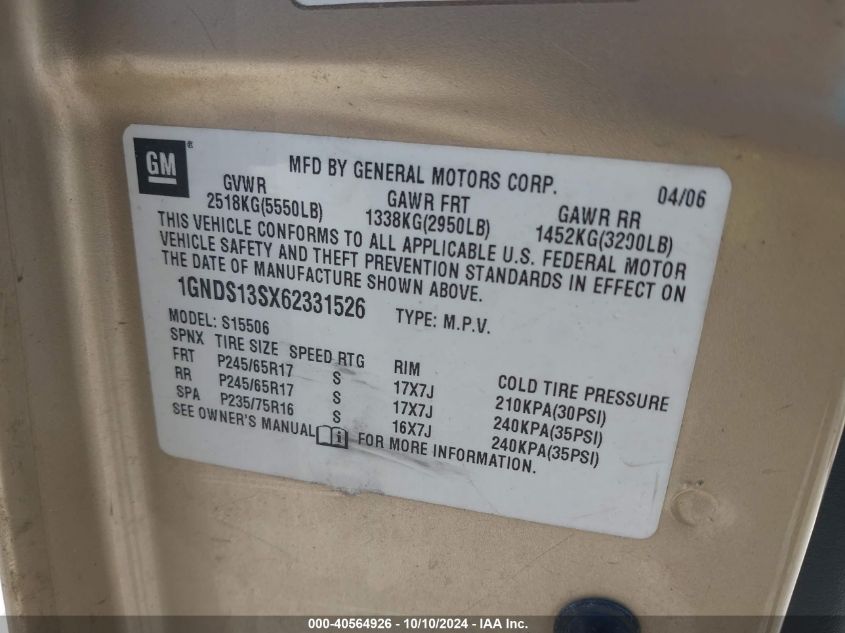 GM®
MFD BY GENERAL MOTORS CORP.
04/06
GVWR
GAWR FRT
GAWR RR
2518KG(5550LB)
1338KG(2950LB)
1452KG(3200LB)
THIS VEHICLE CONFORMS TO ALL APPLICABLE U.S. FEDERAL MOTOR
VEHICLE SAFETY AND THEFT PREVENTION STANDARDS IN EFFECT ON
THE DATE OF MANUFACTURE SHOWN ABOVE.
1GNDS13SX62331526 TYPE: M.P.V.
MODEL: S15506
SPNX TIRE SIZE SPEED RTG RIM COLD TIRE PRESSURE
FRT P245/65R17 S 17X7J 210KPA(30PSI)
RR P245/65R17 S 17X7J 240KPA(35PSI)
SPA P235/75R16 S 16X7J 240KPA(35PSI)
SEE OWNER'S MANUAL i FOR MORE INFORMATION.
000-40564926 - 10/10/2024 - IAA Inc.